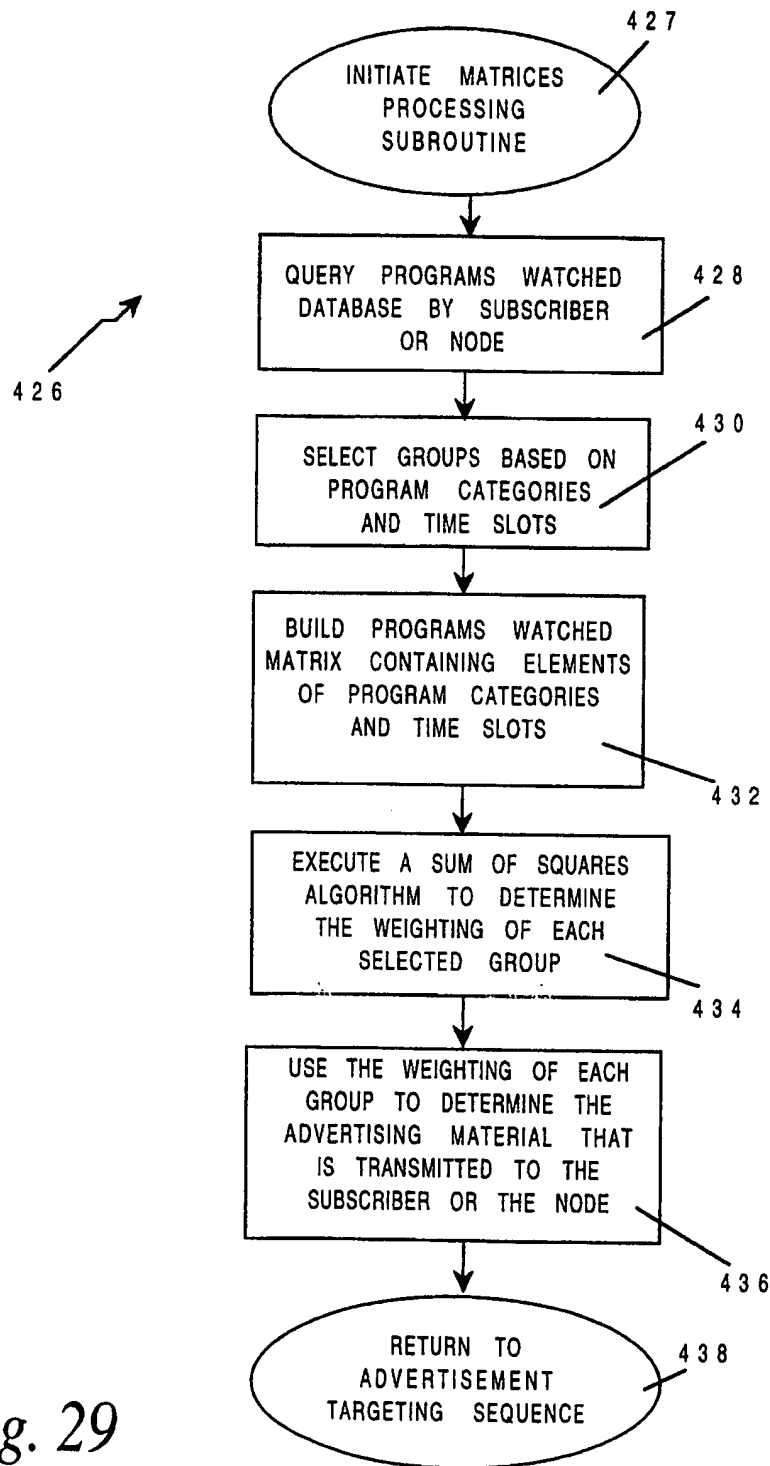 427
INITIATE MATRICES
PROCESSING
SUBROUTINE
428
QUERY PROGRAMS WATCHED
DATABASE BY SUBSCRIBER
OR NODE
426
430
SELECT GROUPS BASED ON
PROGRAM CATEGORIES
AND TIME SLOTS
BUILD PROGRAMS WATCHED
MATRIX CONTAINING ELEMENTS
OF PROGRAM CATEGORIES
AND TIME SLOTS
432
EXECUTE A SUM OF SQUARES
ALGORITHM TO DETERMINE
THE WEIGHTING OF EACH
SELECTED GROUP
434
USE THE WEIGHTING OF EACH
GROUP TO DETERMINE THE
ADVERTISING MATERIAL THAT
IS TRANSMITTED TO THE
SUBSCRIBER OR THE NODE
436
RETURN TO
ADVERTISEMENT
TARGETING SEQUENCE
438
g. 29